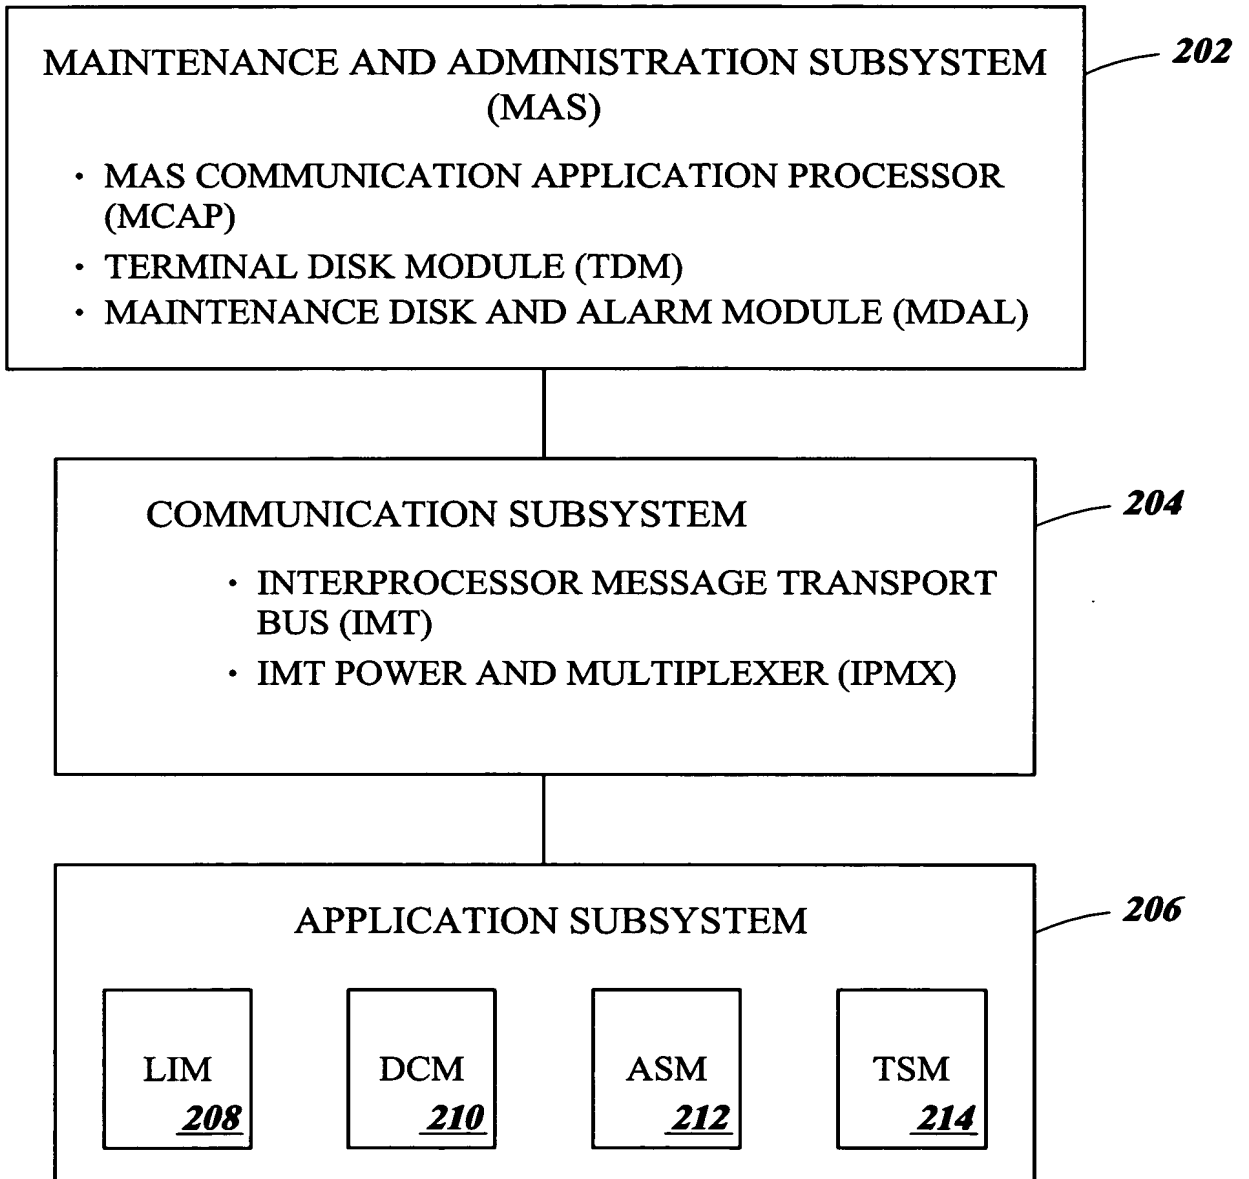 MAINTENANCE AND ADMINISTRATION SUBSYSTEM
(MAS)
202
· MAS COMMUNICATION APPLICATION PROCESSOR
(MCAP)
· TERMINAL DISK MODULE (TDM)
· MAINTENANCE DISK AND ALARM MODULE (MDAL)
COMMUNICATION SUBSYSTEM
204
· INTERPROCESSOR MESSAGE TRANSPORT
BUS (IMT)
· IMT POWER AND MULTIPLEXER (IPMX)
APPLICATION SUBSYSTEM
206
LIM
208
DCM
210
ASM
212
TSM
214